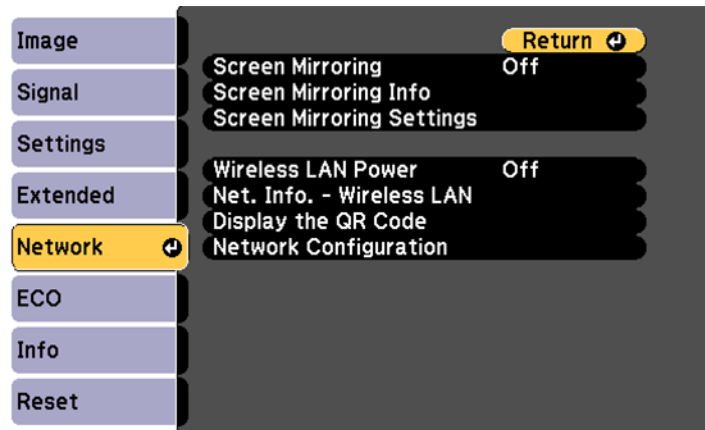 Image
Signal
Settings
Extended
Network
ECO
Info
Reset
Return
Screen Mirroring Off
Screen Mirroring Info
Screen Mirroring Settings
Wireless LAN Power Off
Net. Info. - Wireless LAN
Display the QR Code
Network Configuration